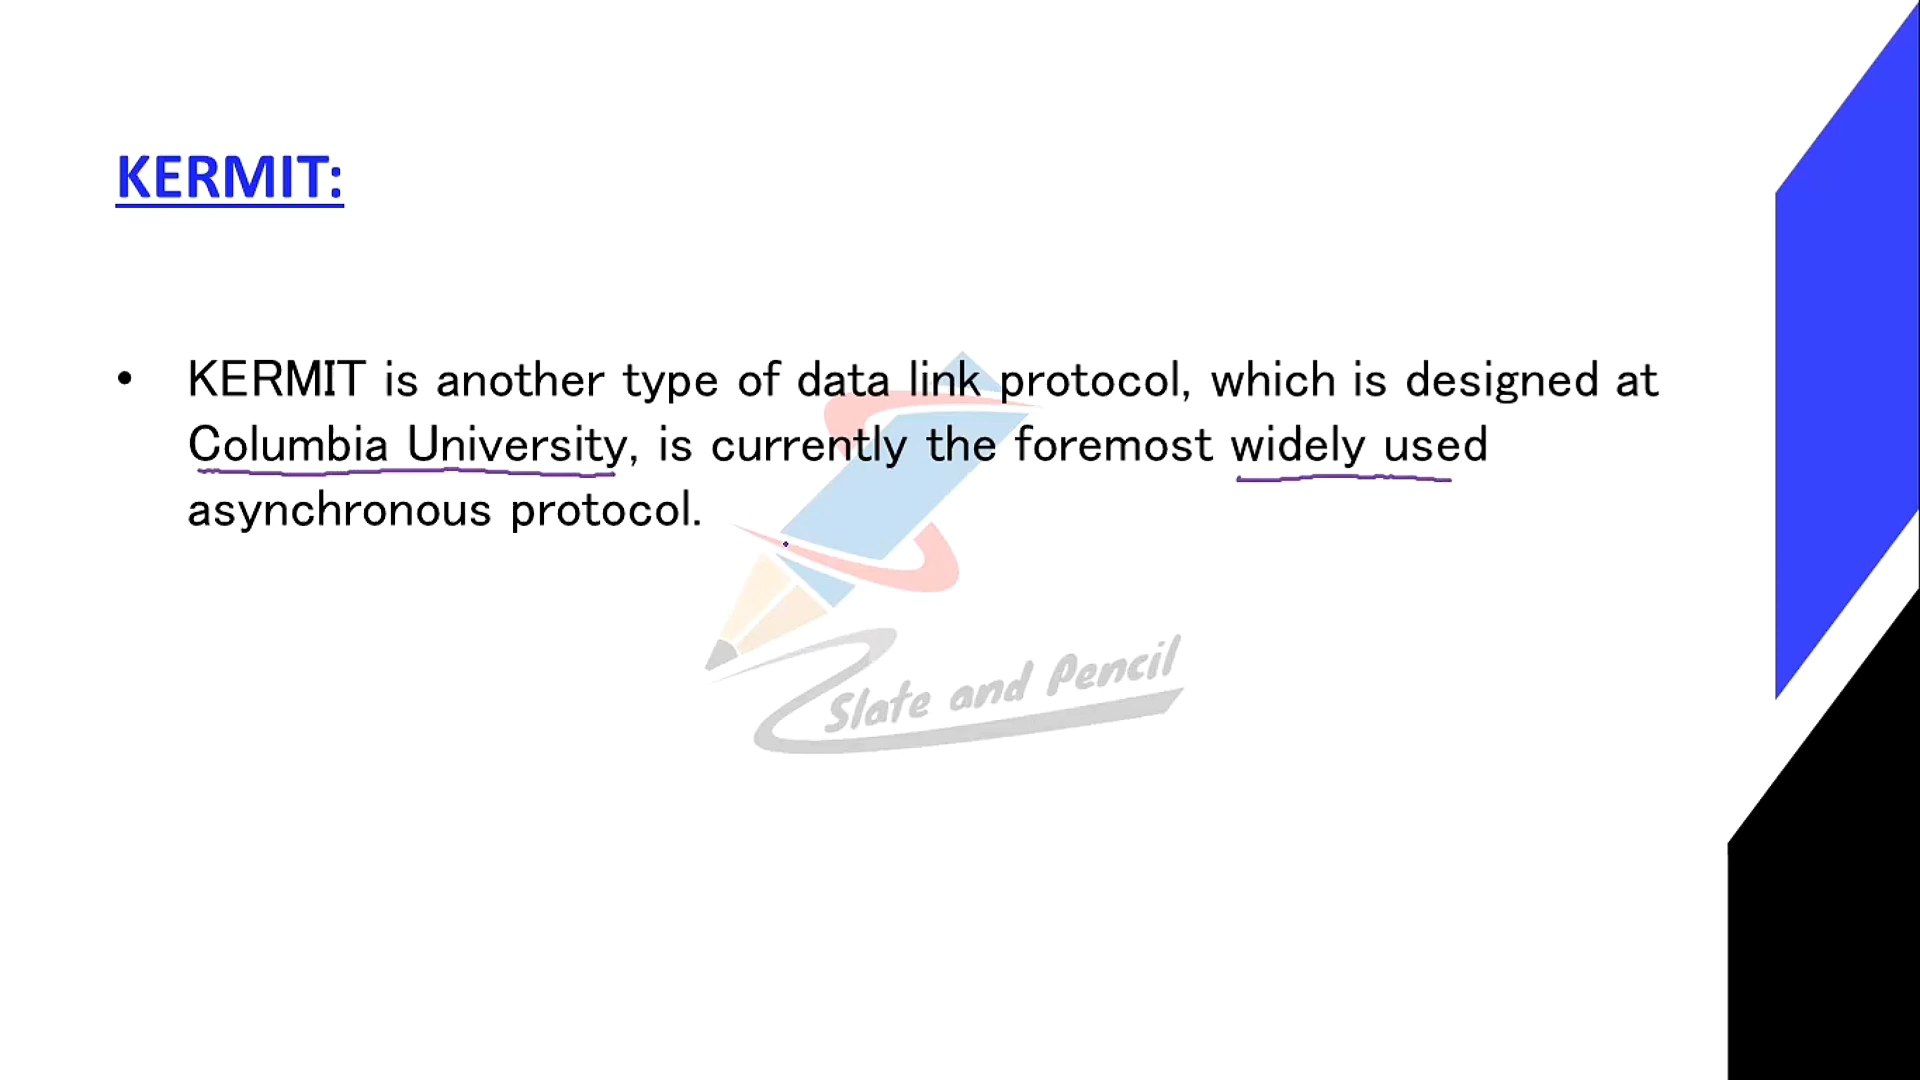 KERMIT:
• KERMIT is another type of data link protocol, which is designed at
Columbia University, is currently the foremost widely used
asynchronous protocol.
Slate and Pencil